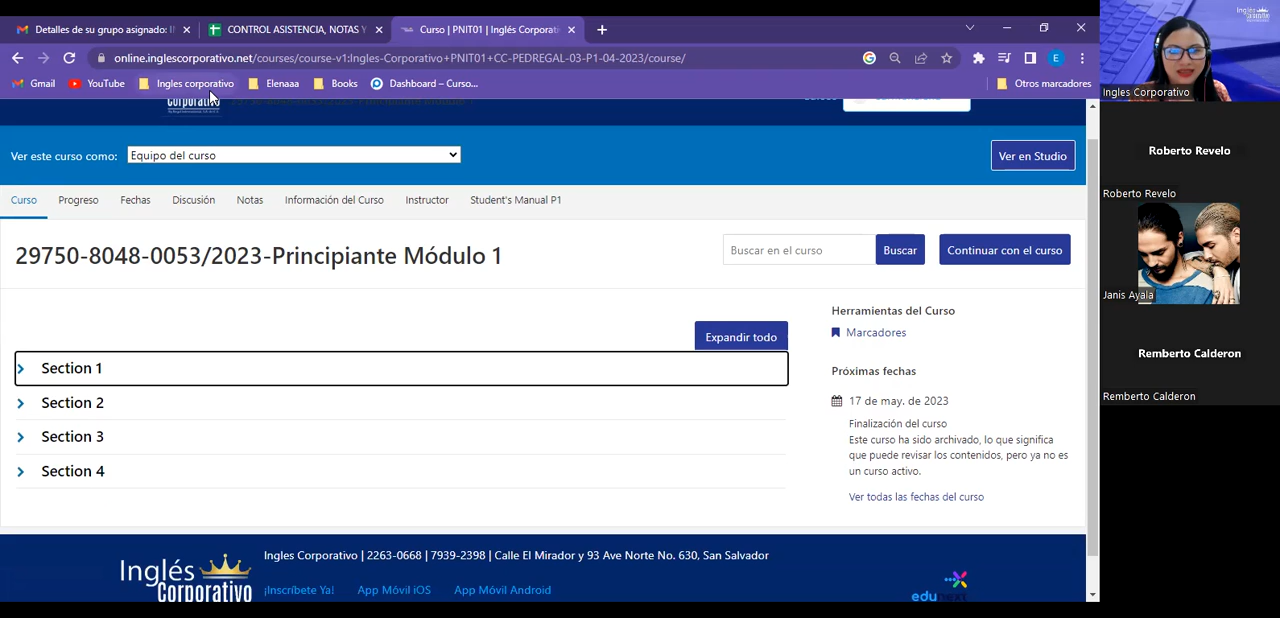 Detalles de su grupo asignado: I
CONTROL ASISTENCIA, NOTAS Y
Curso | PNIT01 | Inglés Corporati
online.inglescorporativo.net/courses/course-v1:Ingles-Corporativo+PNIT01+CC-PEDREGAL-03-P1-04-2023/course/
E
Gmail
YouTube
Ingles corporativo
Elenaaa
Books
Dashboard – Curso...
Otros marcadores
Corporativo
Ver este curso como:
Equipo del curso
Ver en Studio
Curso
Progreso
Fechas
Discusión
Notas
Información del Curso
Instructor
Student's Manual P1
29750-8048-0053/2023-Principiante Módulo 1
Buscar en el curso
Buscar
Continuar con el curso
Expandir todo
Section 1
Section 2
Section 3
Section 4
Herramientas del Curso
Marcadores
Próximas fechas
17 de may. de 2023
Finalización del curso
Este curso ha sido archivado, lo que significa
que puede revisar los contenidos, pero ya no es
un curso activo.
Ver todas las fechas del curso
Inglés
Corporativo
Ingles Corporativo | 2263-0668 | 7939-2398 | Calle El Mirador y 93 Ave Norte No. 630, San Salvador
¡Inscríbete Ya!
App Móvil iOS
App Móvil Android
Inglés
Ingles Corporativo
Roberto Revelo
Roberto Revelo
Janis Ayala
Remberto Calderon
Remberto Calderon